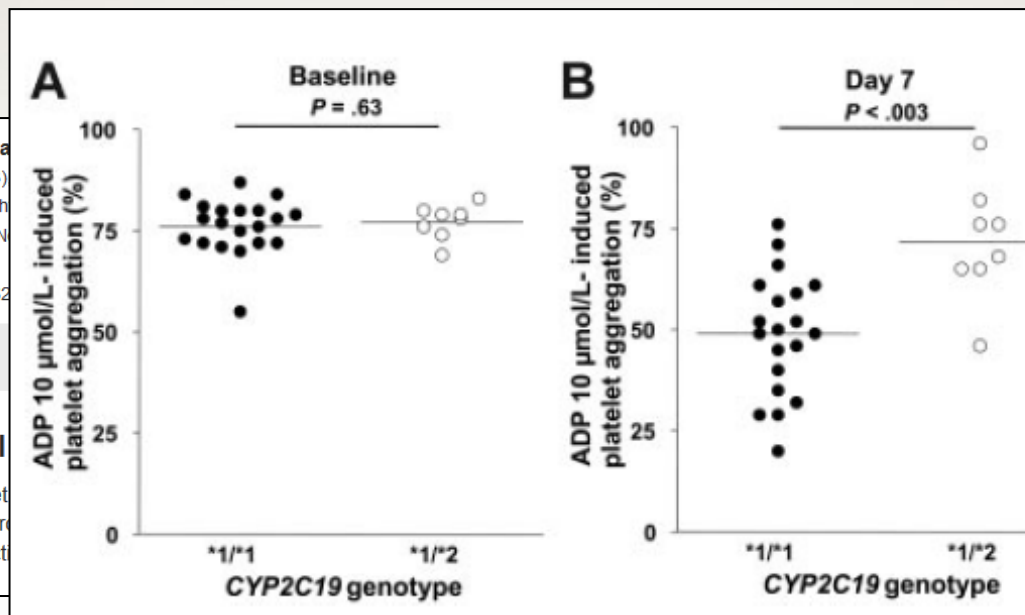 A
Baseline
P = .63
ADP 10 µmol/L- induced
platelet aggregation (%)
100
75
50
25
0
*1/*1 *1/*2
CYP2C19 genotype
B
Day 7
P < .003
ADP 10 µmol/L- induced
platelet aggregation (%)
100
75
50
25
0
*1/*1 *1/*2
CYP2C19 genotype